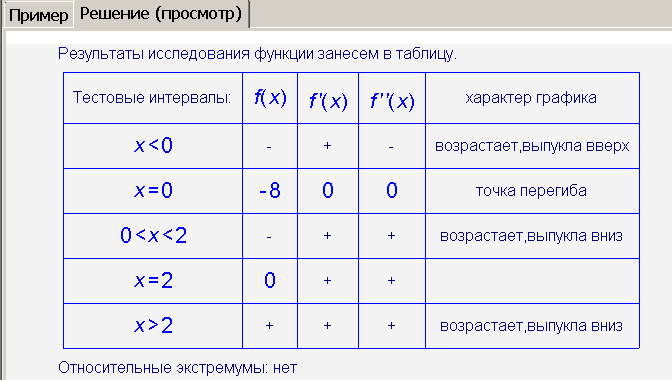 Пример Решение (просмотр)
Результаты исследования функции занесем в таблицу.
Тестовые интервалы: f(x) f'(x) f''(x) характер графика
x<0 - + - возрастает,выпукла вверх
x=0 -8 0 0 точка перегиба
0<x<2 - + + возрастает,выпукла вниз
x=2 0 + +
x>2 + + + возрастает,выпукла вниз
Относительные экстремумы: нет